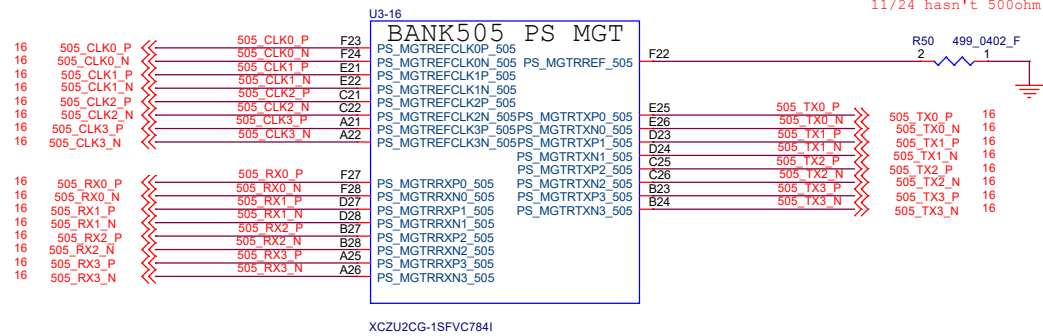 11/24 hasn't 500ohm
U3-16
BANK505 PS MGT
16 505_CLK0_P 505_CLK0_P F23 PS_MGTREFCLK0P_505
16 505_CLK0_N 505_CLK0_N F24 PS_MGTREFCLK0N_505
16 505_CLK1_P 505_CLK1_P E21 PS_MGTREFCLK1P_505
16 505_CLK1_N 505_CLK1_N E22 PS_MGTREFCLK1N_505
16 505_CLK2_P 505_CLK2_P C21 PS_MGTREFCLK2P_505
16 505_CLK2_N 505_CLK2_N C22 PS_MGTREFCLK2N_505
16 505_CLK3_P 505_CLK3_P A21 PS_MGTREFCLK3P_505
16 505_CLK3_N 505_CLK3_N A22 PS_MGTREFCLK3N_505
PS_MGTRREF_505 F22 R50 499_0402_F
2 1
PS_MGTRTXP0_505 E25 505_TX0_P 505_TX0_P 16
PS_MGTRTXN0_505 E26 505_TX0_N 505_TX0_N 16
PS_MGTRTXP1_505 D23 505_TX1_P 505_TX1_P 16
PS_MGTRTXN1_505 D24 505_TX1_N 505_TX1_N 16
PS_MGTRTXP2_505 C25 505_TX2_P 505_TX2_P 16
PS_MGTRTXN2_505 C26 505_TX2_N 505_TX2_N 16
PS_MGTRTXP3_505 B23 505_TX3_P 505_TX3_P 16
PS_MGTRTXN3_505 B24 505_TX3_N 505_TX3_N 16
16 505_RX0_P 505_RX0_P F27 PS_MGTRRXP0_505
16 505_RX0_N 505_RX0_N F28 PS_MGTRRXN0_505
16 505_RX1_P 505_RX1_P D27 PS_MGTRRXP1_505
16 505_RX1_N 505_RX1_N D28 PS_MGTRRXN1_505
16 505_RX2_P 505_RX2_P B27 PS_MGTRRXP2_505
16 505_RX2_N 505_RX2_N B28 PS_MGTRRXN2_505
16 505_RX3_P 505_RX3_P A25 PS_MGTRRXP3_505
16 505_RX3_N 505_RX3_N A26 PS_MGTRRXN3_505
XCZU2CG-1SFVC784I